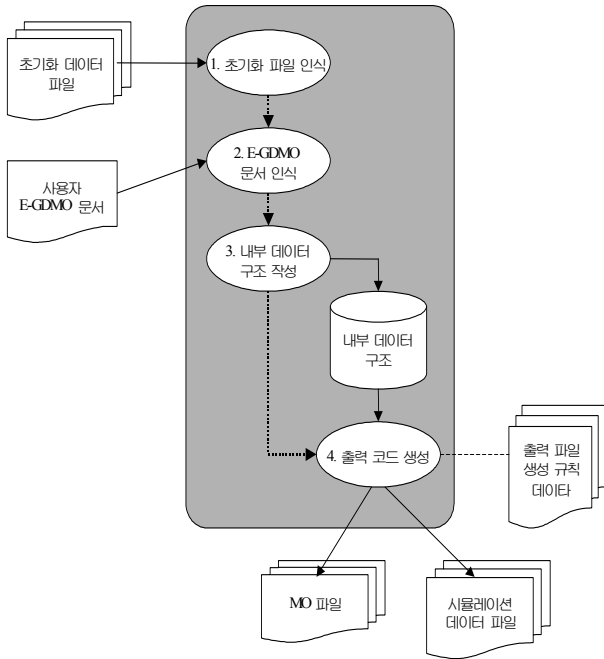 초기화 데이터
파일
1. 초기화 파일 인식
2. E-GDMO
문서 인식
사용자
E-GDMO 문서
3. 내부 데이터
구조 작성
내부 데이터
구조
4. 출력 코드 생성
출력 파일
생성 규칙
데이타
MO 파일
시뮬레이션
데이터 파일